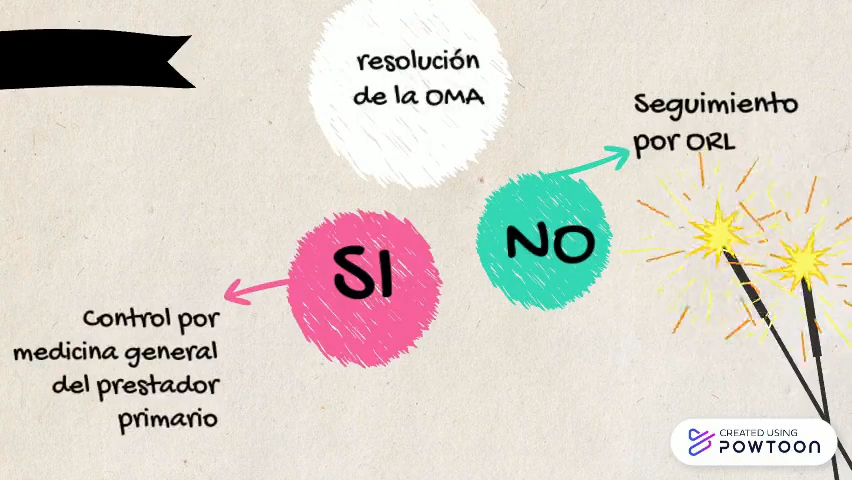 resolución
de la OMA
Seguimiento
por ORL
NO
SI
Control por
medicina general
del prestador
primario
CREATED USING
POWTOON